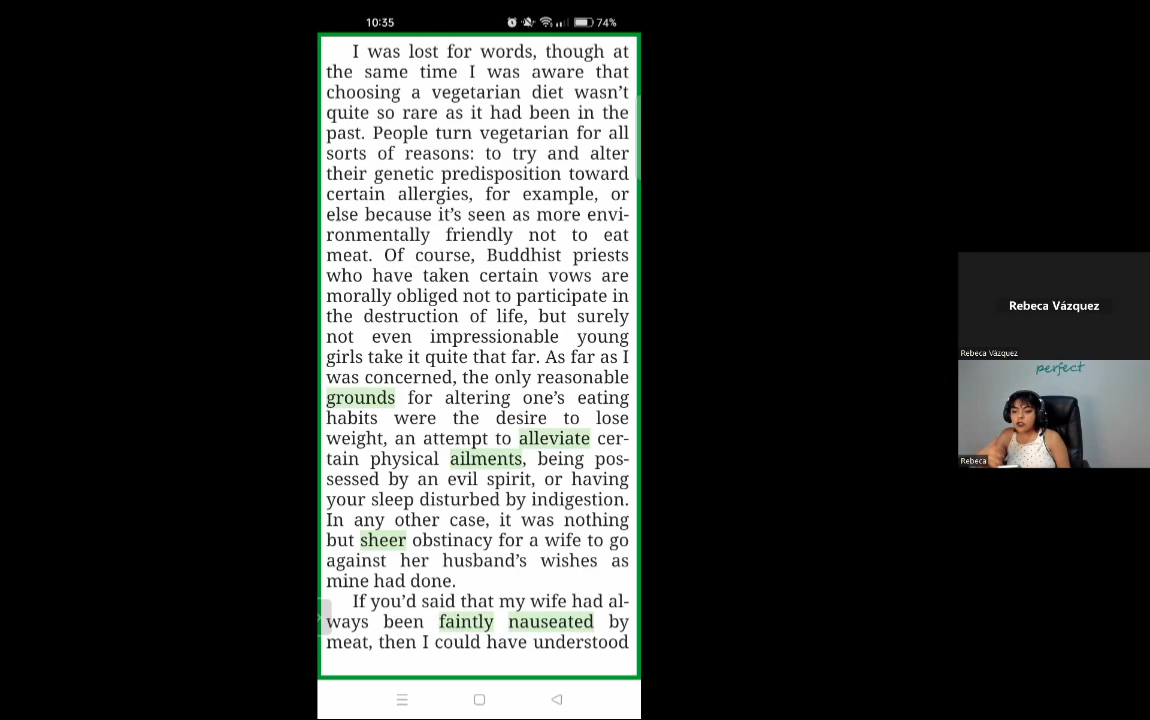 10:35
74%
I was lost for words, though at
the same time I was aware that
choosing a vegetarian diet wasn’t
quite so rare as it had been in the
past. People turn vegetarian for all
sorts of reasons: to try and alter
their genetic predisposition toward
certain allergies, for example, or
else because it’s seen as more envi-
ronmentally friendly not to eat
meat. Of course, Buddhist priests
who have taken certain vows are
morally obliged not to participate in
the destruction of life, but surely
not even impressionable young
girls take it quite that far. As far as I
was concerned, the only reasonable
grounds for altering one’s eating
habits were the desire to lose
weight, an attempt to alleviate cer-
tain physical ailments, being pos-
sessed by an evil spirit, or having
your sleep disturbed by indigestion.
In any other case, it was nothing
but sheer obstinacy for a wife to go
against her husband’s wishes as
mine had done.
If you’d said that my wife had al-
ways been faintly nauseated by
meat, then I could have understood
Rebeca Vázquez
Rebeca Vázquez
perfect
Rebeca